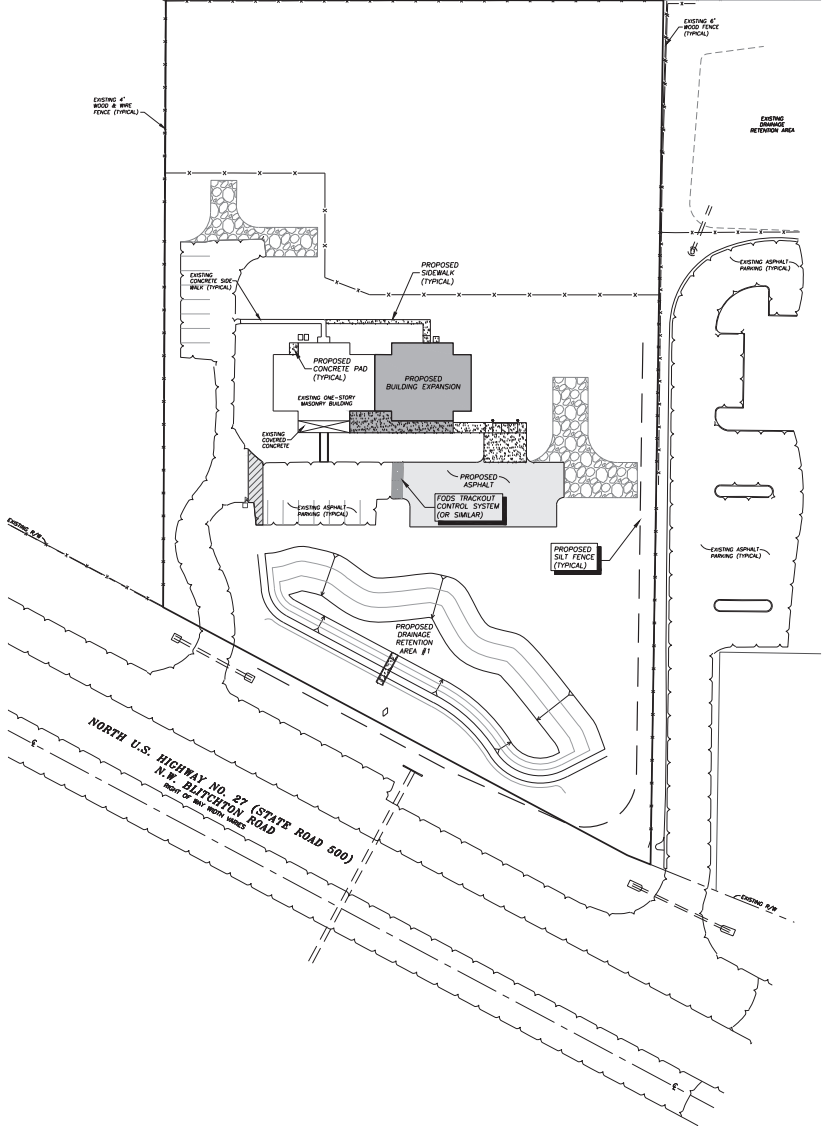 EXISTING 6'
WOOD FENCE
(TYPICAL)
EXISTING 4'
WOOD & WIRE
FENCE (TYPICAL)
EXISTING
DRAINAGE
RETENTION AREA
EXISTING ASPHALT
PARKING (TYPICAL)
EXISTING
CONCRETE SIDE
WALK (TYPICAL)
PROPOSED
SIDEWALK
(TYPICAL)
PROPOSED
CONCRETE PAD
(TYPICAL)
PROPOSED
BUILDING EXPANSION
EXISTING ONE-STORY
MASONRY BUILDING
EXISTING
COVERED
CONCRETE
PROPOSED
ASPHALT
FODS TRACKOUT
CONTROL SYSTEM
(OR SIMILAR)
EXISTING ASPHALT
PARKING (TYPICAL)
EXISTING R/W
PROPOSED
SILT FENCE
(TYPICAL)
EXISTING ASPHALT
PARKING (TYPICAL)
PROPOSED
DRAINAGE
RETENTION
AREA #1
NORTH U.S. HIGHWAY NO. 27 (STATE ROAD 500)
N.W. BLITCHTON ROAD
RIGHT OF WAY WIDTH VARIES
EXISTING R/W